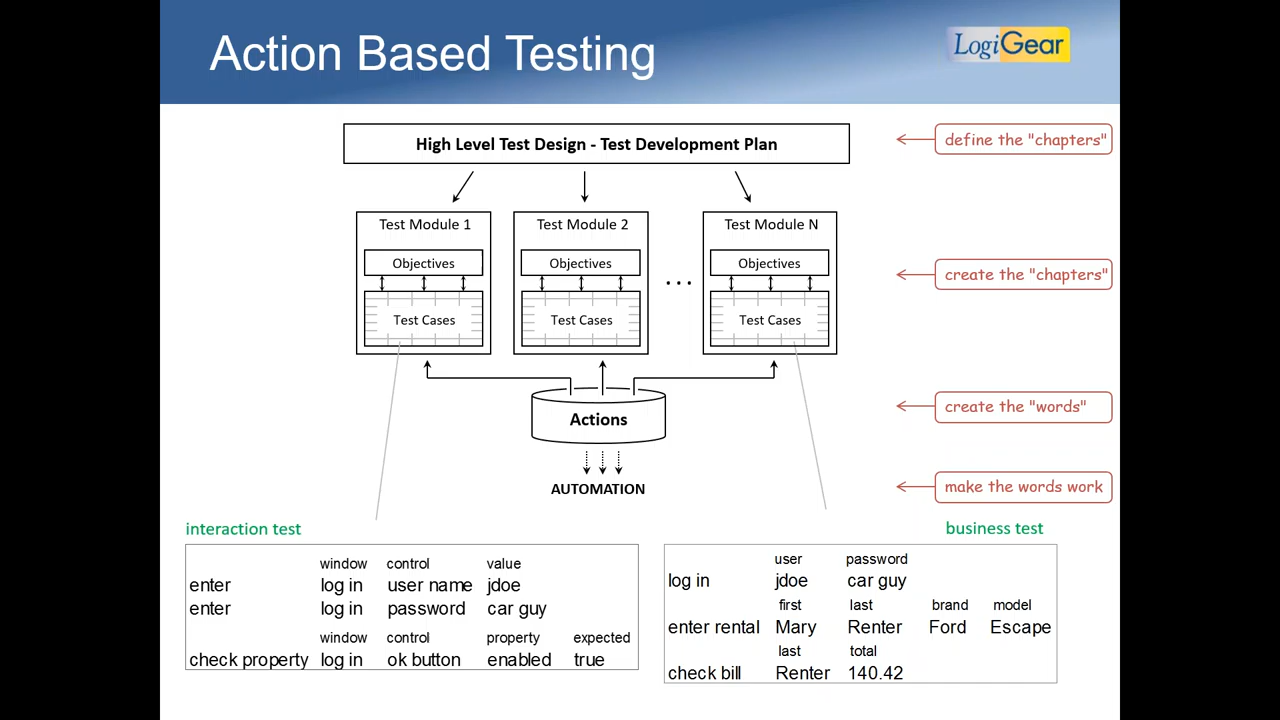 Action Based Testing
LogiGear
High Level Test Design - Test Development Plan
define the "chapters"
Test Module 1
Test Module 2
Test Module N
Objectives
Objectives
Objectives
create the "chapters"
...
Test Cases
Test Cases
Test Cases
Actions
create the "words"
AUTOMATION
make the words work
interaction test
window control value
enter log in user name jdoe
enter log in password car guy
window control property expected
check property log in ok button enabled true
business test
user password
log in jdoe car guy
first last brand model
enter rental Mary Renter Ford Escape
last total
check bill Renter 140.42